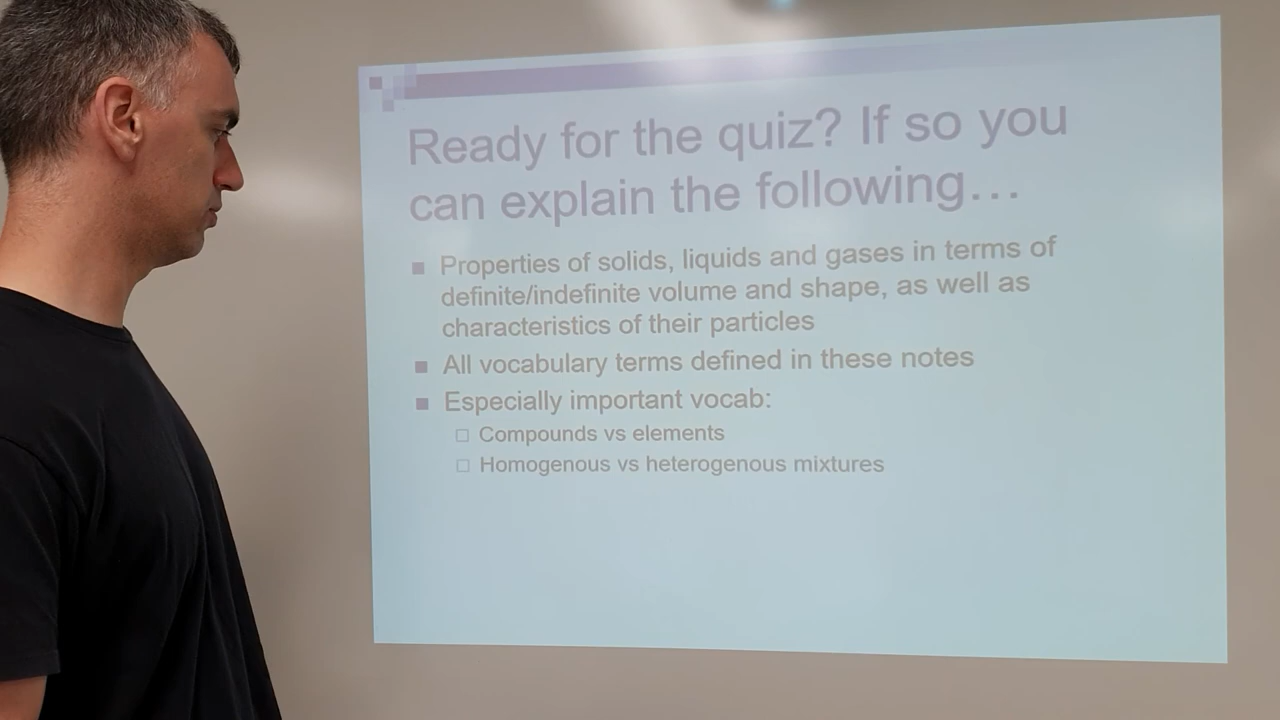 Ready for the quiz? If so you
can explain the following…
Properties of solids, liquids and gases in terms of
definite/indefinite volume and shape, as well as
characteristics of their particles
All vocabulary terms defined in these notes
Especially important vocab:
Compounds vs elements
Homogenous vs heterogenous mixtures